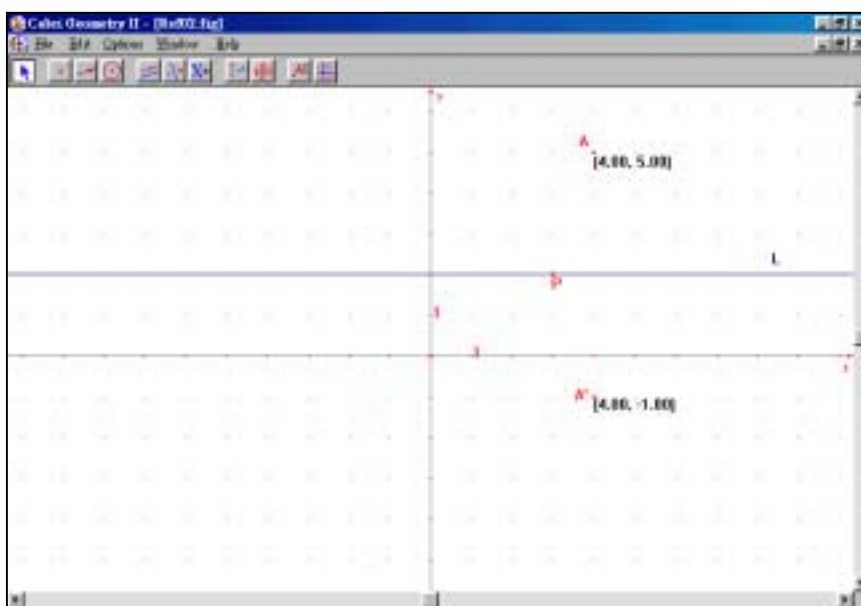 Cabri Geometry II - [Ref02.fig]
File Edit Options Window Help
A
[4.00, 5.00]
L
P
1
1
A'
[4.00, -1.00]